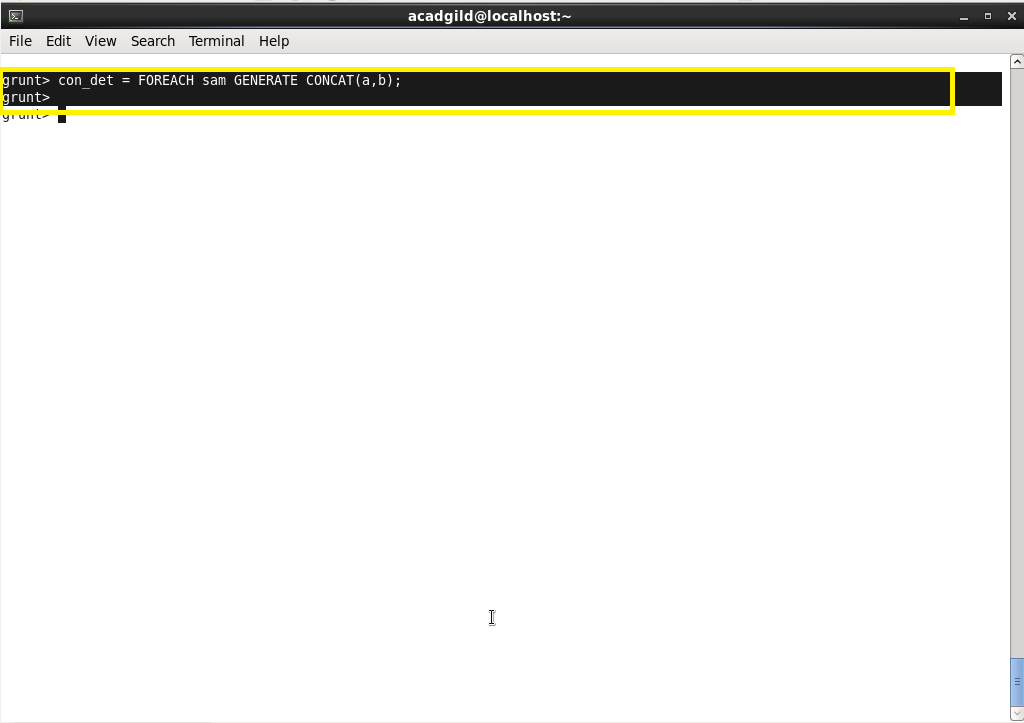 acadgild@localhost:~
File Edit View Search Terminal Help
grunt> con_det = FOREACH sam GENERATE CONCAT(a,b);
grunt>
grunt>